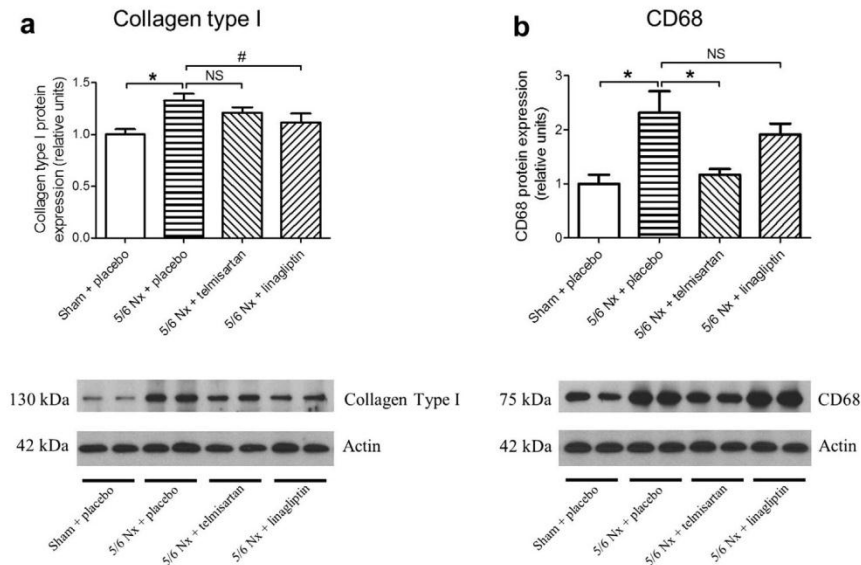 a
Collagen type I
#
*
NS
Collagen type I protein
expression (relative units)
1.5
1.0
0.5
0.0
Sham + placebo
5/6 Nx + placebo
5/6 Nx + telmisartan
5/6 Nx + linagliptin
130 kDa
Collagen Type I
42 kDa
Actin
Sham + placebo
5/6 Nx + placebo
5/6 Nx + telmisartan
5/6 Nx + linagliptin
b
CD68
NS
*
*
CD68 protein expression
(relative units)
3
2
1
0
Sham + placebo
5/6 Nx + placebo
5/6 Nx + telmisartan
5/6 Nx + linagliptin
75 kDa
CD68
42 kDa
Actin
Sham + placebo
5/6 Nx + placebo
5/6 Nx + telmisartan
5/6 Nx + linagliptin